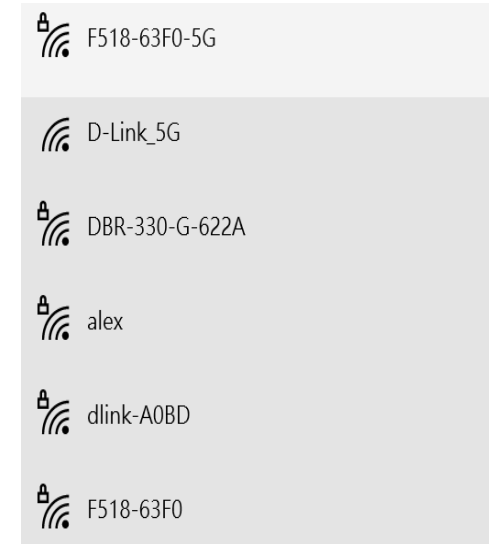 F518-63F0-5G
D-Link_5G
DBR-330-G-622A
alex
dlink-A0BD
F518-63F0